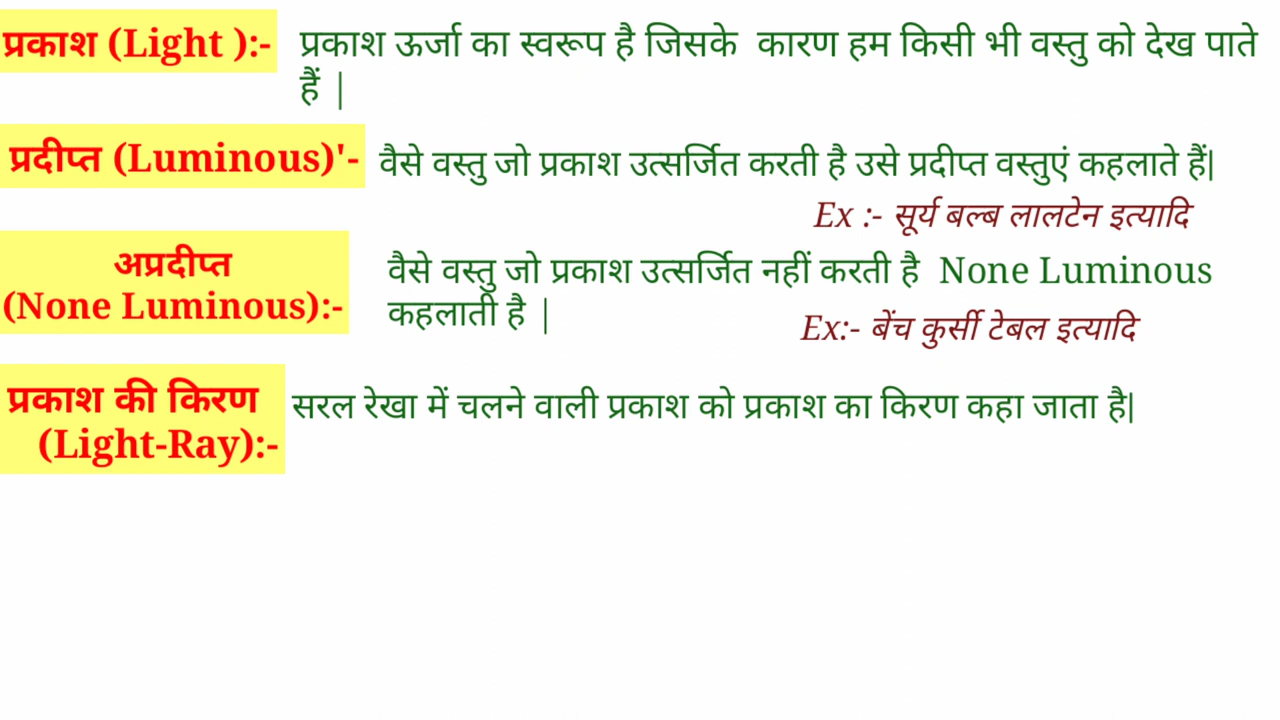 प्रकाश (Light ):- प्रकाश ऊर्जा का स्वरूप है जिसके कारण हम किसी भी वस्तु को देख पाते
हैं |
प्रदीप्त (Luminous)'- वैसे वस्तु जो प्रकाश उत्सर्जित करती है उसे प्रदीप्त वस्तुएं कहलाते हैं|
Ex :- सूर्य बल्ब लालटेन इत्यादि
अप्रदीप्त
(None Luminous):-
वैसे वस्तु जो प्रकाश उत्सर्जित नहीं करती है None Luminous
कहलाती है |
Ex:- बेंच कुर्सी टेबल इत्यादि
प्रकाश की किरण
(Light-Ray):-
सरल रेखा में चलने वाली प्रकाश को प्रकाश का किरण कहा जाता है|